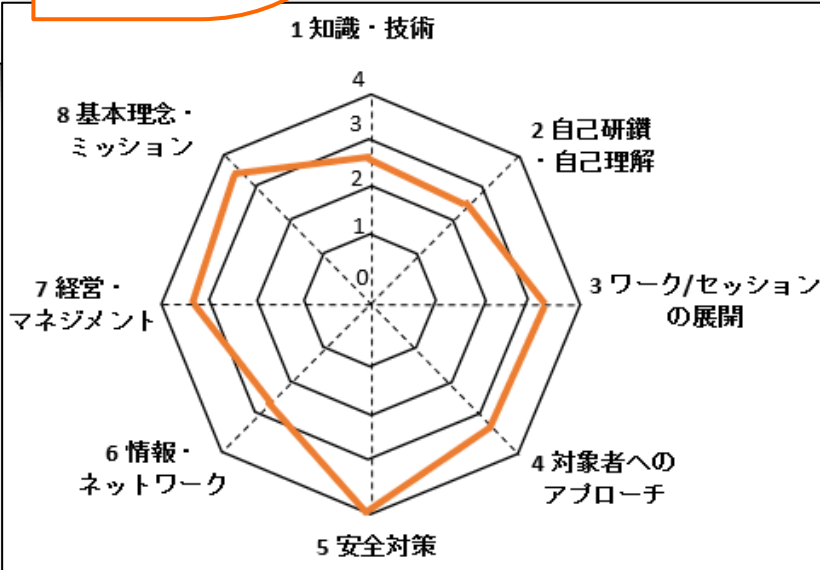 1 知識・技術
4
8 基本理念・
ミッション
3
2 自己研鑽
・自己理解
2
1
0
7 経営・
マネジメント
3 ワーク/セッション
の展開
6 情報・
ネットワーク
4 対象者への
アプローチ
5 安全対策